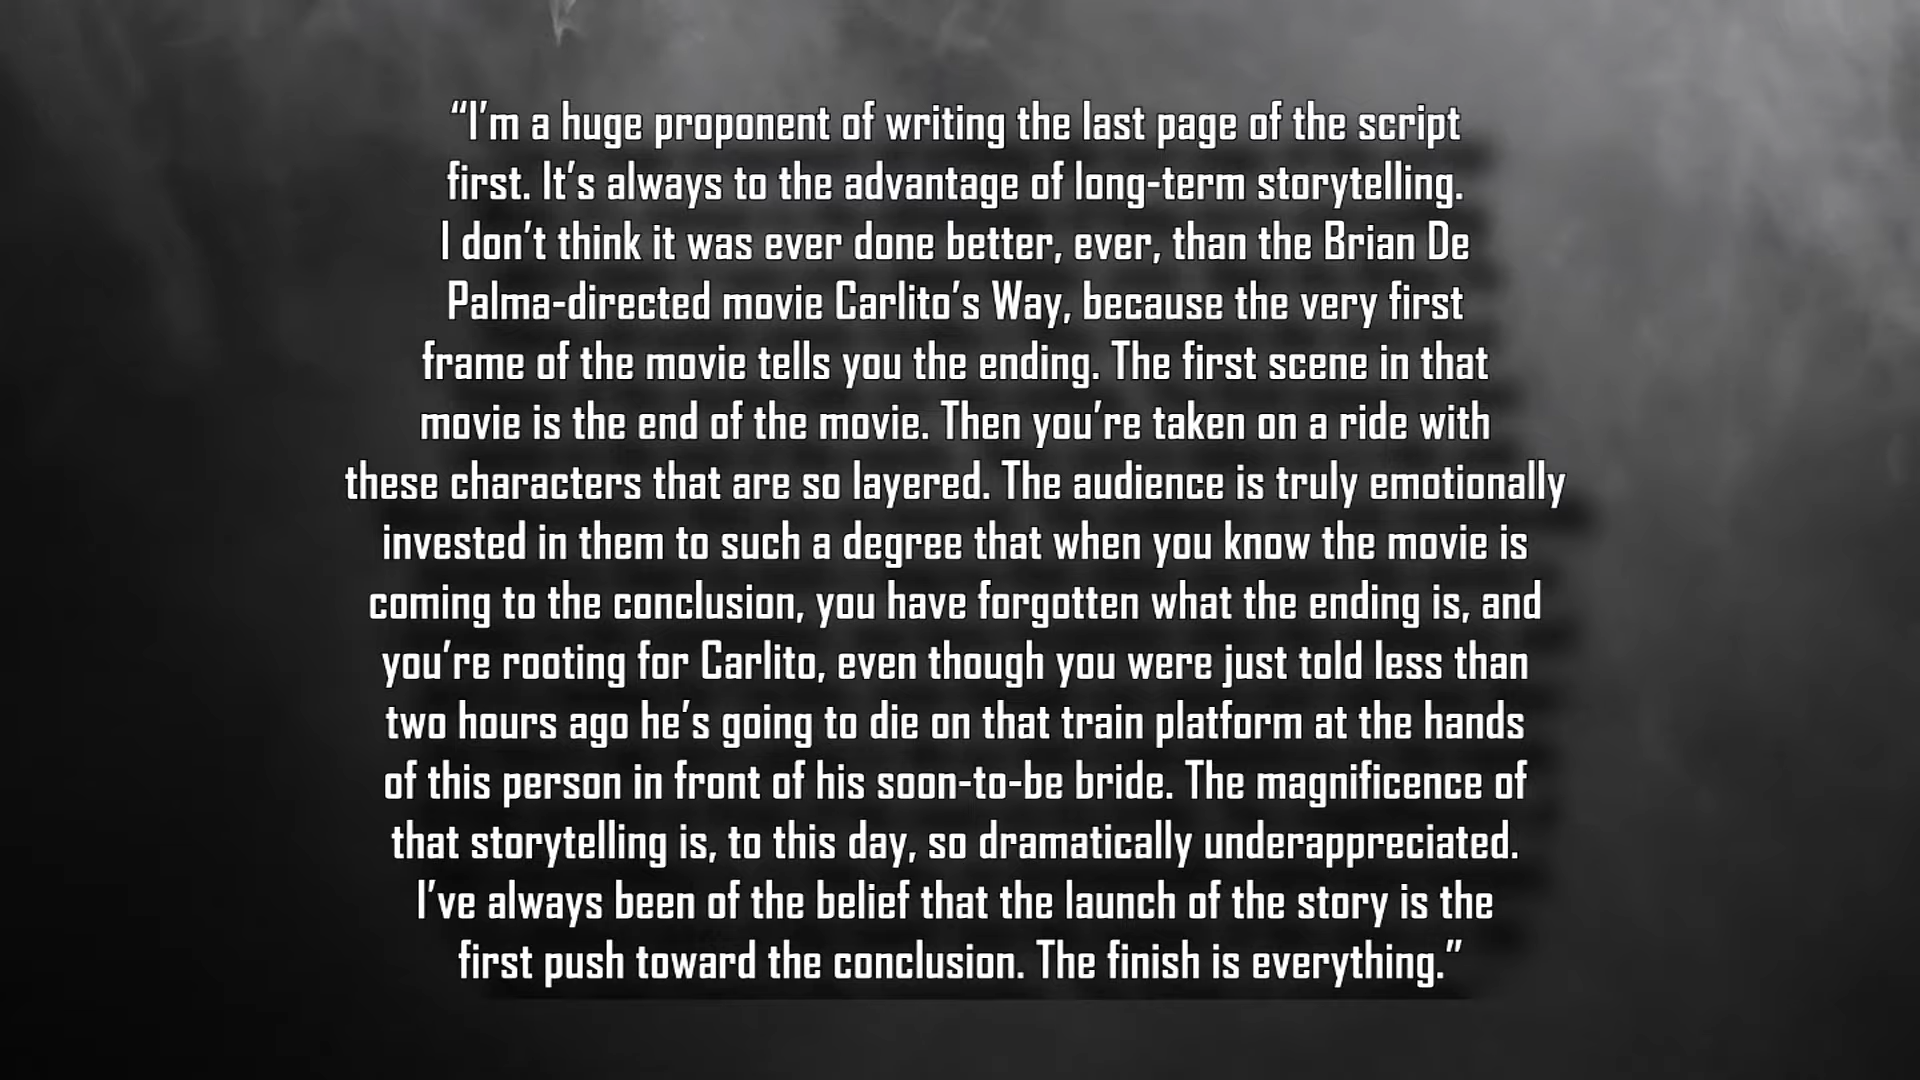 “I’m a huge proponent of writing the last page of the script
first. It’s always to the advantage of long-term storytelling.
I don’t think it was ever done better, ever, than the Brian De
Palma-directed movie Carlito’s Way, because the very first
frame of the movie tells you the ending. The first scene in that
movie is the end of the movie. Then you’re taken on a ride with
these characters that are so layered. The audience is truly emotionally
invested in them to such a degree that when you know the movie is
coming to the conclusion, you have forgotten what the ending is, and
you’re rooting for Carlito, even though you were just told less than
two hours ago he’s going to die on that train platform at the hands
of this person in front of his soon-to-be bride. The magnificence of
that storytelling is, to this day, so dramatically underappreciated.
I’ve always been of the belief that the launch of the story is the
first push toward the conclusion. The finish is everything.”